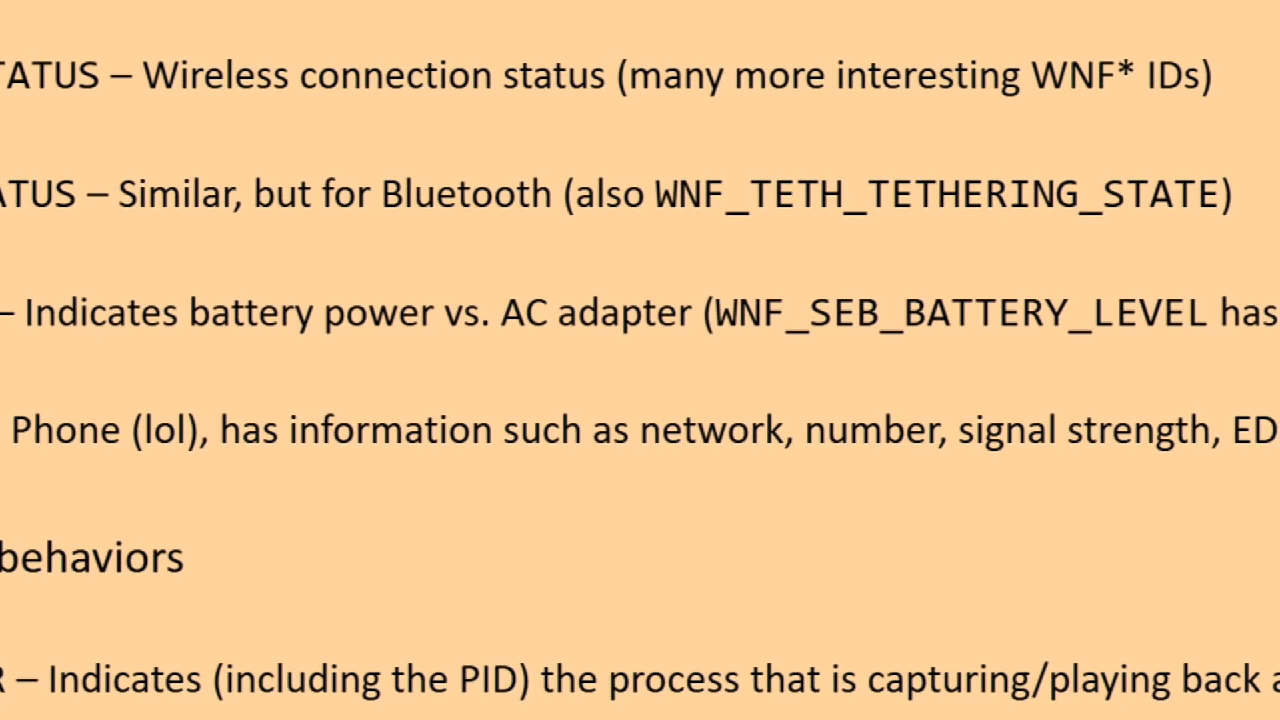 TATUS – Wireless connection status (many more interesting WNF* IDs)
ATUS – Similar, but for Bluetooth (also WNF_TETH_TETHERING_STATE)
– Indicates battery power vs. AC adapter (WNF_SEB_BATTERY_LEVEL has
Phone (lol), has information such as network, number, signal strength, ED
behaviors
R – Indicates (including the PID) the process that is capturing/playing back a